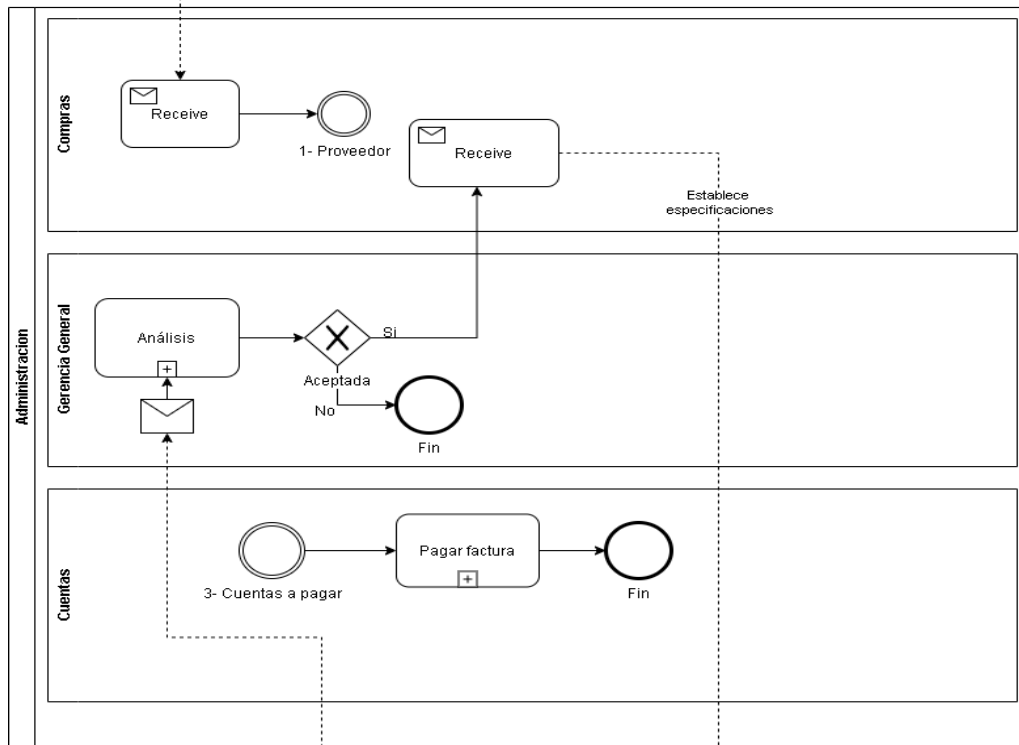 Administracion
Compras
Receive
1- Proveedor
Receive
Establece
especificaciones
Gerencia General
Análisis
Si
Aceptada
No
Fin
Cuentas
3- Cuentas a pagar
Pagar factura
Fin